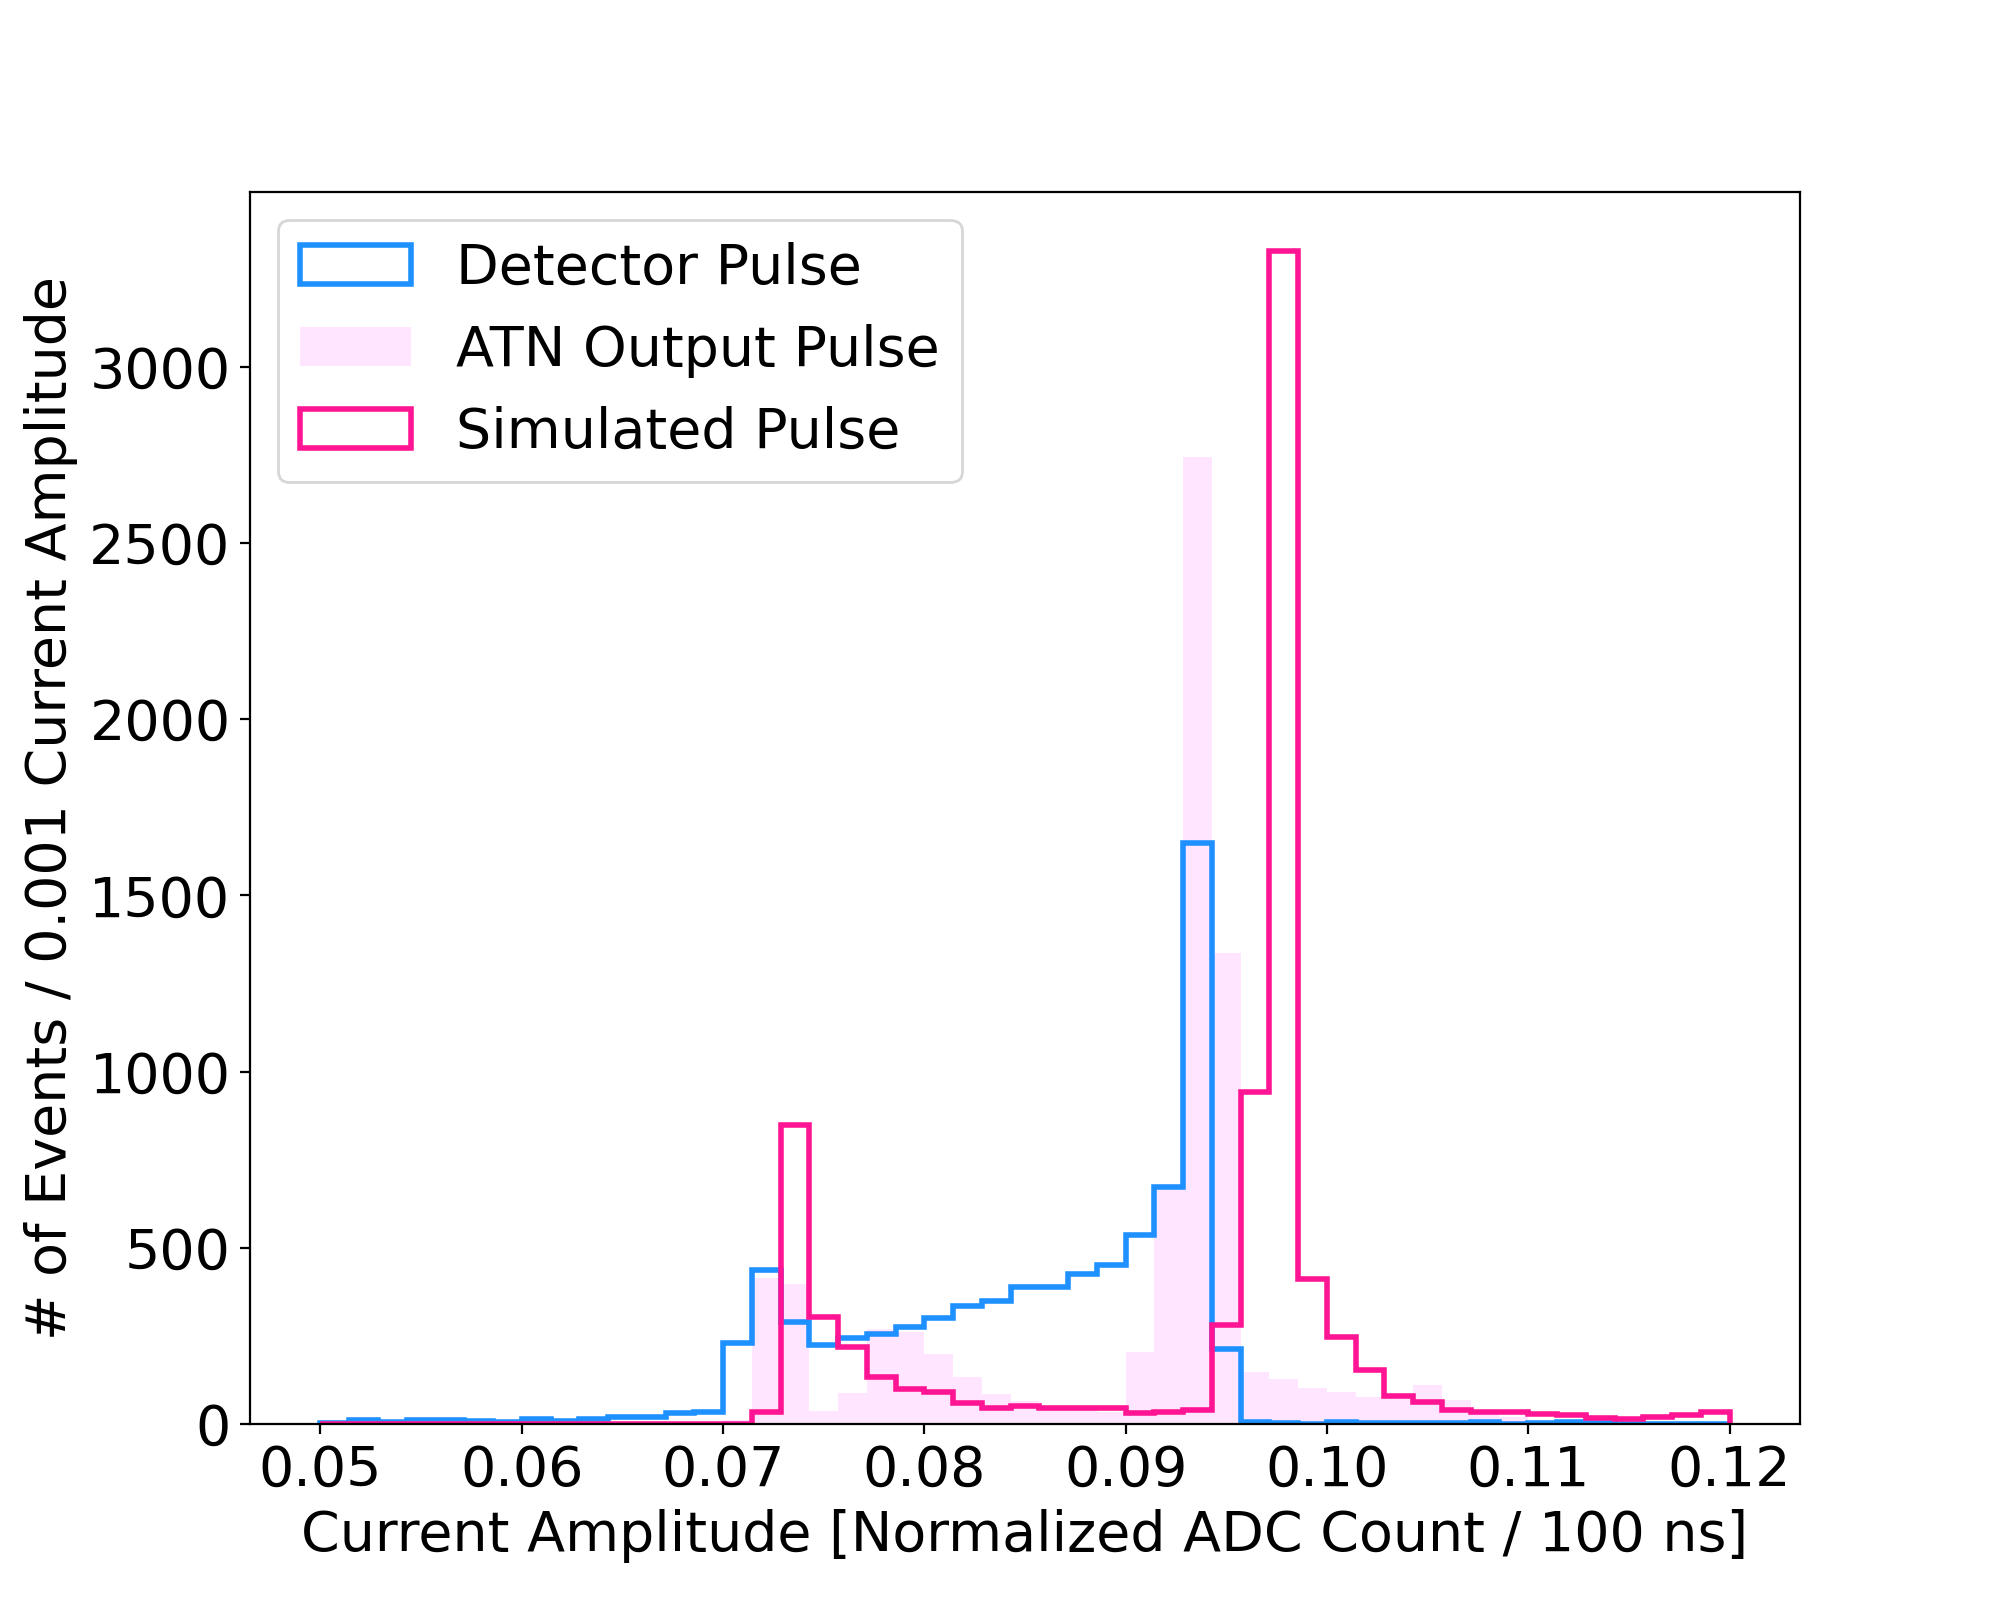 Detector Pulse
ATN Output Pulse
Simulated Pulse
# of Events / 0.001 Current Amplitude
3000
2500
2000
1500
1000
500
0
0.05 0.06 0.07 0.08 0.09 0.10 0.11 0.12
Current Amplitude [Normalized ADC Count / 100 ns]